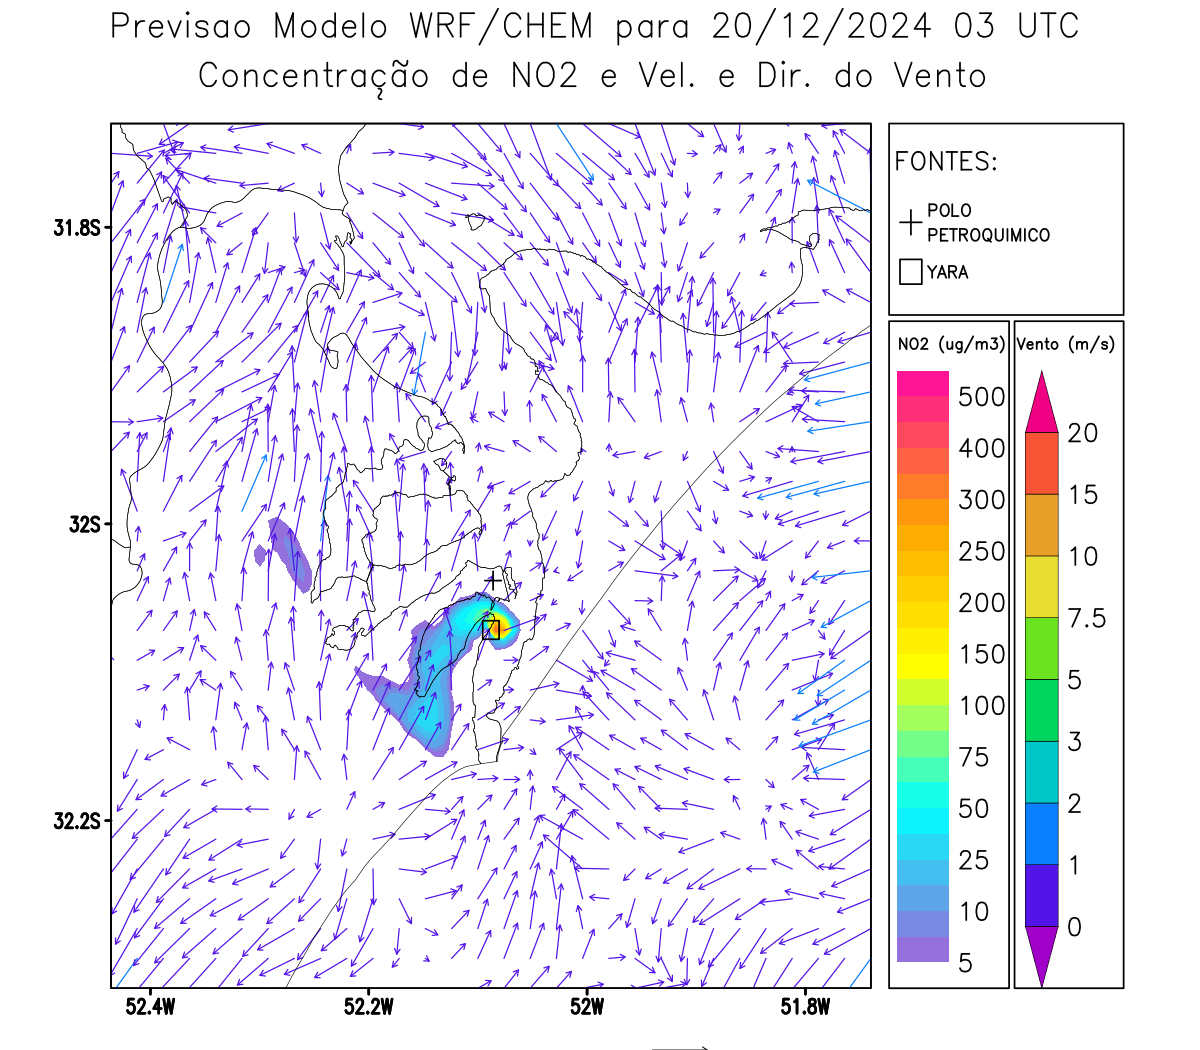 Previsao Modelo WRF/CHEM para 20/12/2024 03 UTC
Concentração de NO2 e Vel. e Dir. do Vento
FONTES:
POLO
PETROQUIMICO
YARA
NO2 (ug/m3)
500
400
300
250
200
150
100
75
50
25
10
5
Vento (m/s)
20
15
10
7.5
5
3
2
1
0
31.8S
32S
32.2S
52.4W
52.2W
52W
51.8W